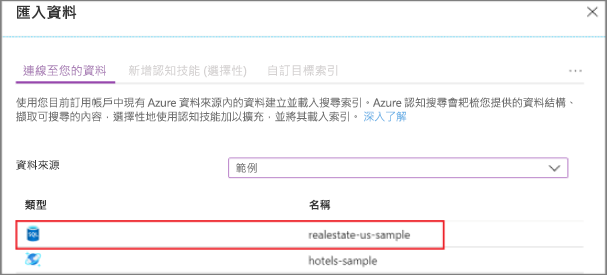 匯入資料
連線至您的資料 新增認知技能 (選擇性) 自訂目標索引
使用您目前訂用帳戶中現有 Azure 資料來源內的資料建立並載入搜尋索引。Azure 認知搜尋會耙梳您提供的資料結構、
擷取可搜尋的內容，選擇性地使用認知技能加以擴充，並將其載入索引。 深入了解
資料來源 範例
類型 名稱
SQL realestate-us-sample
hotels-sample